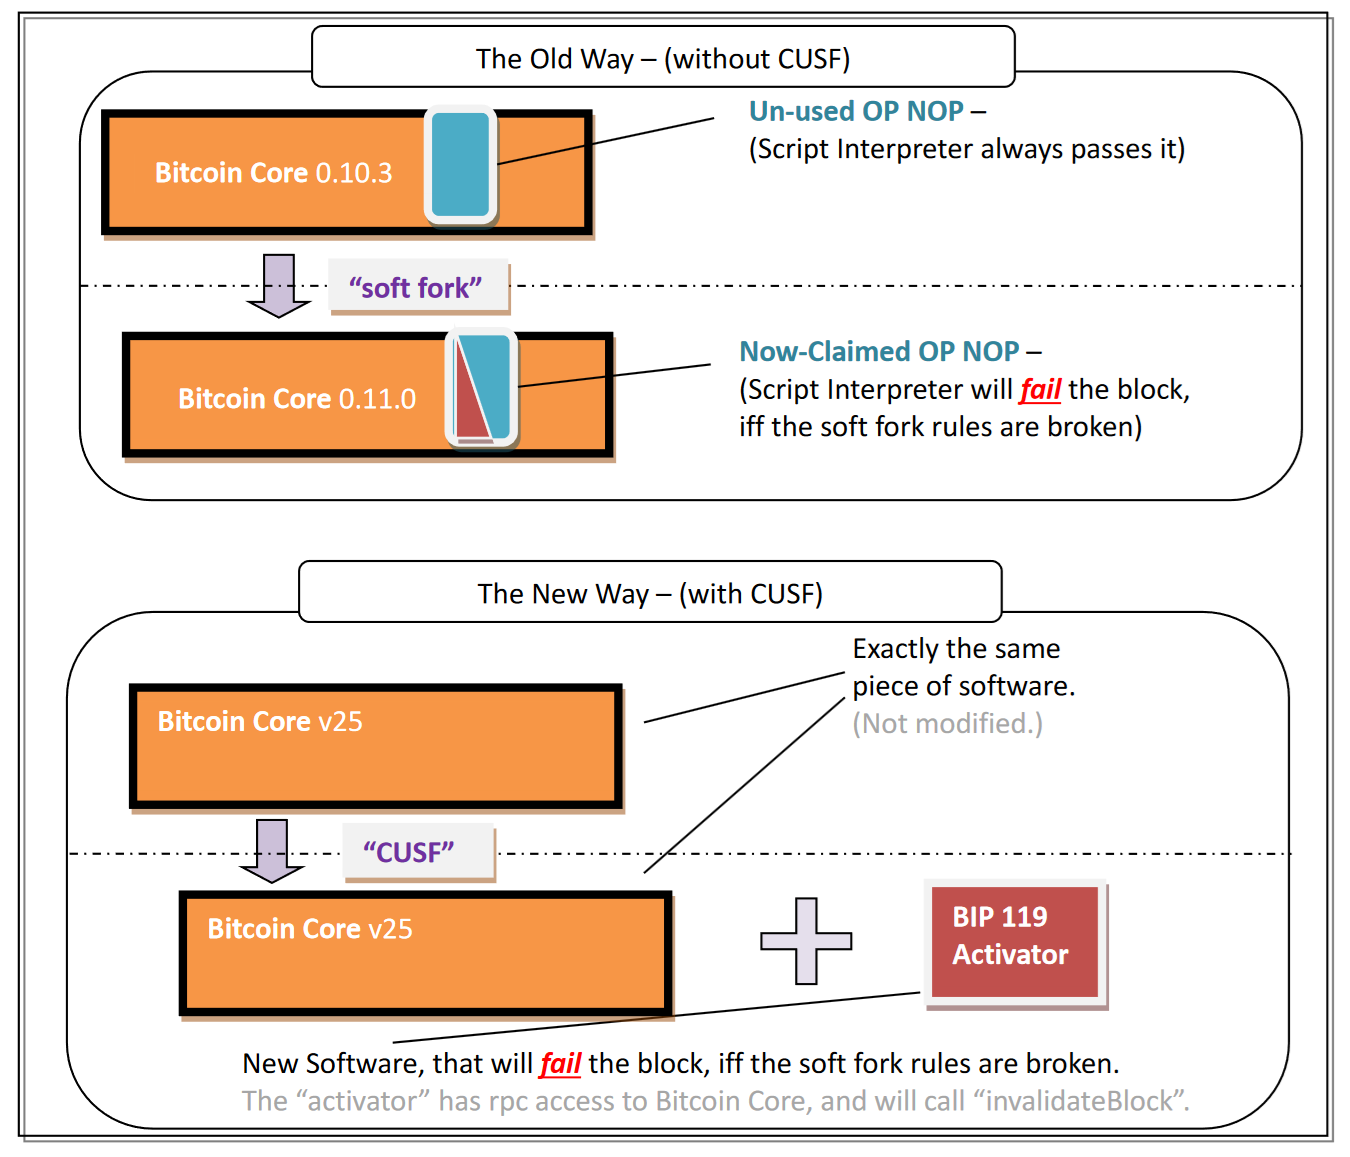 The Old Way – (without CUSF)
Un-used OP NOP –
(Script Interpreter always passes it)
Bitcoin Core 0.10.3
“soft fork”
Now-Claimed OP NOP –
(Script Interpreter will fail the block,
iff the soft fork rules are broken)
Bitcoin Core 0.11.0
The New Way – (with CUSF)
Exactly the same
piece of software.
(Not modified.)
Bitcoin Core v25
“CUSF”
Bitcoin Core v25
BIP 119
Activator
New Software, that will fail the block, iff the soft fork rules are broken.
The “activator” has rpc access to Bitcoin Core, and will call “invalidateBlock”.